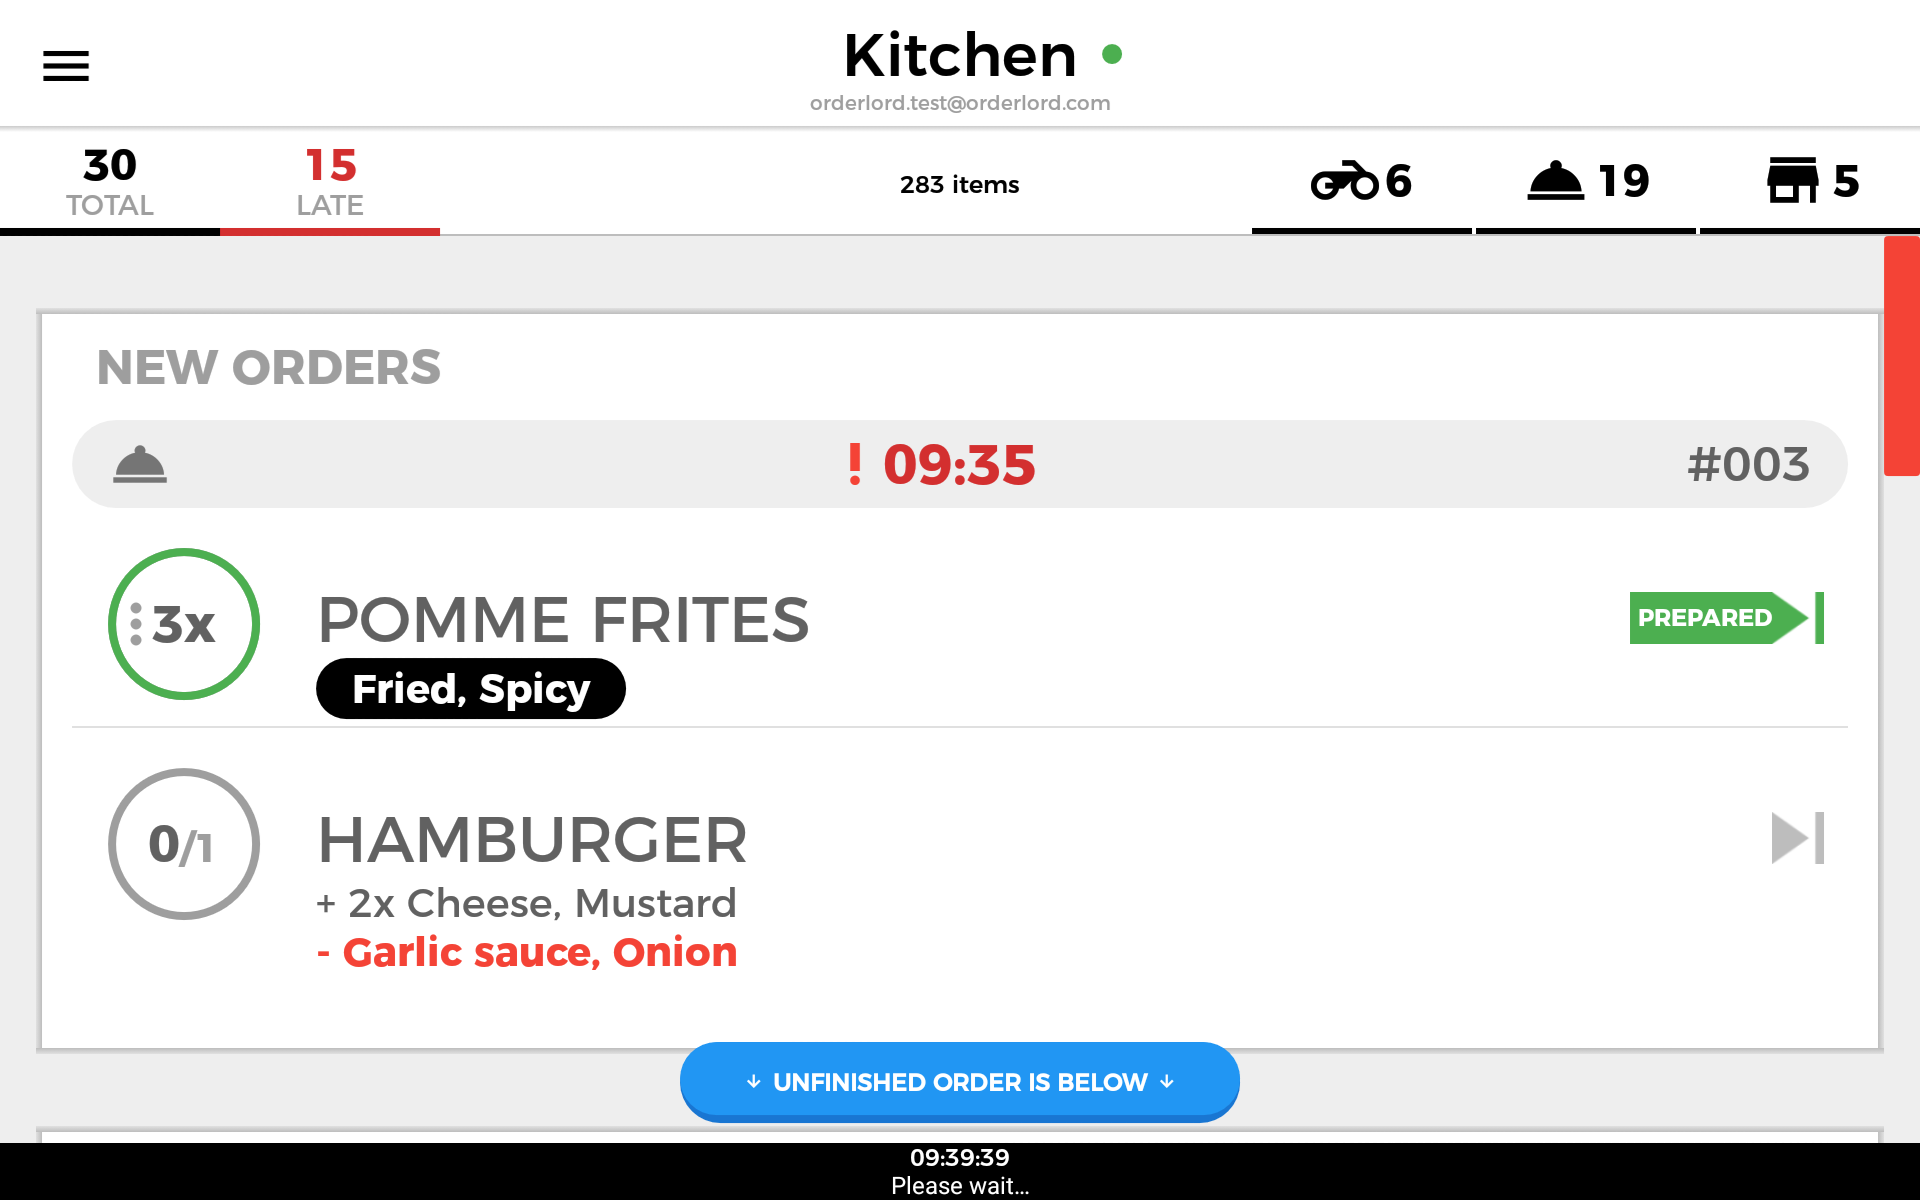 Kitchen
orderlord.test@orderlord.com
30
TOTAL
15
LATE
283 items
6
19
5
NEW ORDERS
! 09:35
#003
3x
POMME FRITES
PREPARED
Fried, Spicy
0/1
HAMBURGER
+ 2x Cheese, Mustard
- Garlic sauce, Onion
↓ UNFINISHED ORDER IS BELOW ↓
09:39:39
Please wait...